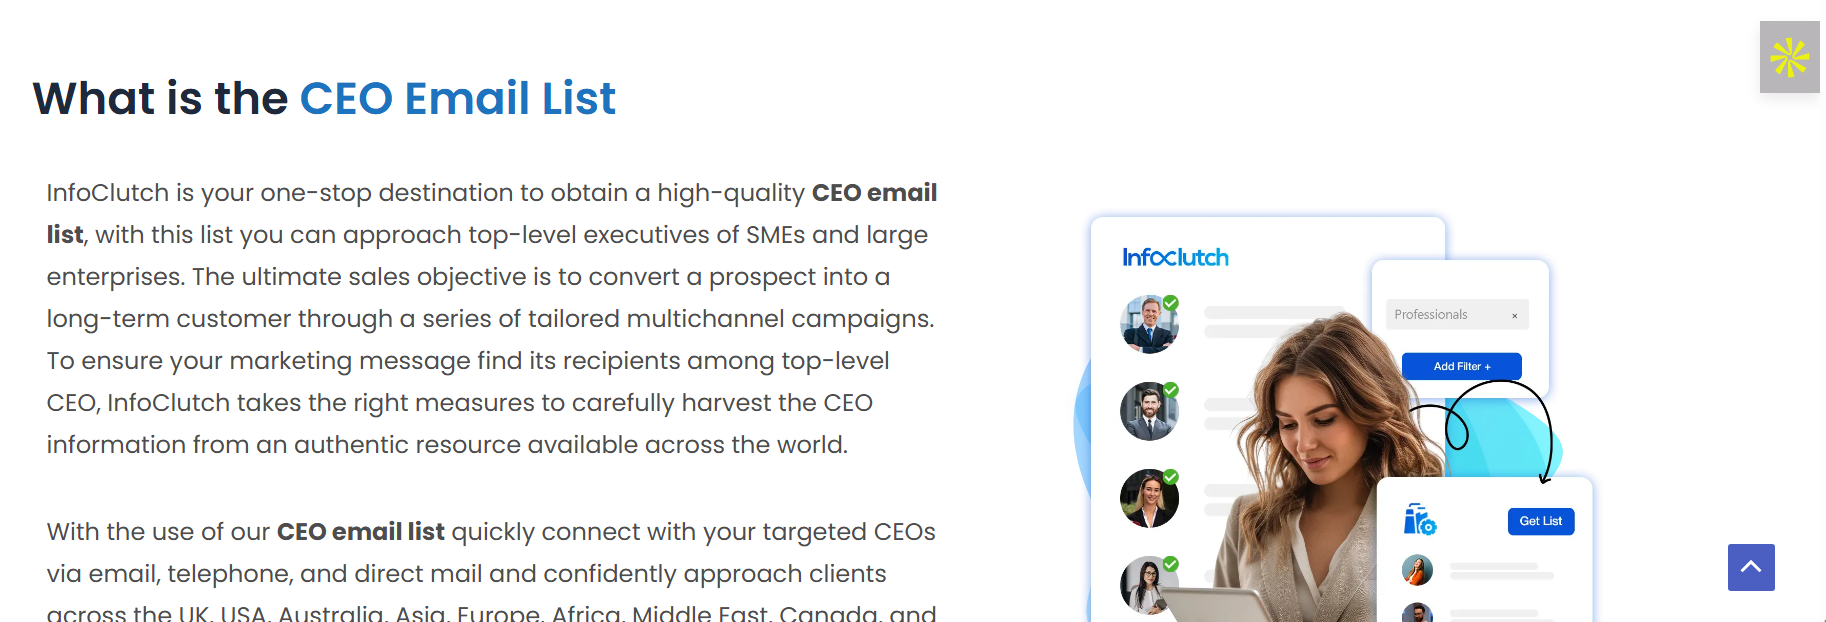 What is the CEO Email List
InfoClutch is your one-stop destination to obtain a high-quality CEO email
list, with this list you can approach top-level executives of SMEs and large
enterprises. The ultimate sales objective is to convert a prospect into a
long-term customer through a series of tailored multichannel campaigns.
To ensure your marketing message find its recipients among top-level
CEO, InfoClutch takes the right measures to carefully harvest the CEO
information from an authentic resource available across the world.
With the use of our CEO email list quickly connect with your targeted CEOs
via email, telephone, and direct mail and confidently approach clients
across the UK, USA, Australia, Asia, Europe, Africa, Middle East, Canada, and
Infoclutch
Professionals ×
Add Filter +
Get List